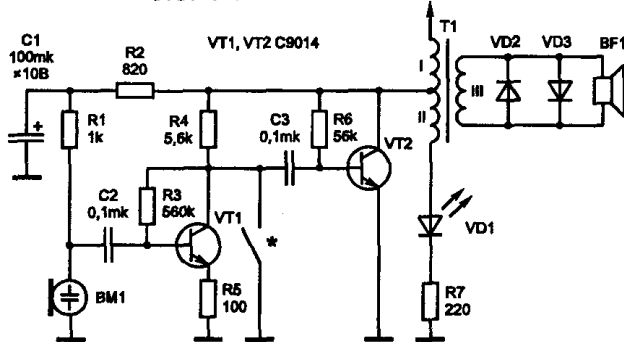 C1
100mk
×10В
R2
820
VT1, VT2 C9014
T1
I
II
III
VD2
VD3
BF1
R1
1k
R4
5,6k
C3
0,1mk
R6
56k
VT2
C2
0,1mk
R3
560k
VT1
*
VD1
BM1
R5
100
R7
220
+